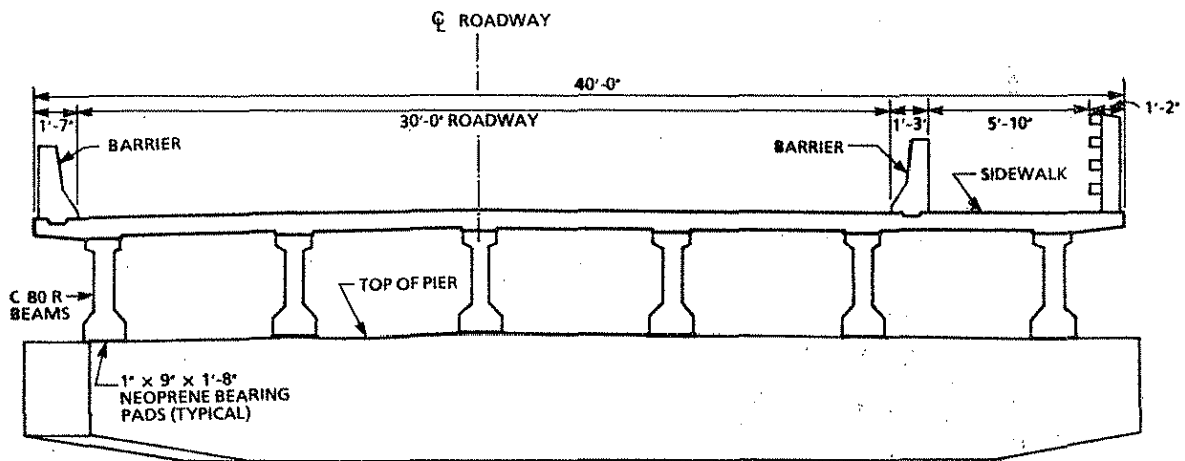 ℄ ROADWAY
40'-0"
1'-7"
30'-0" ROADWAY
1'-3'
5'-10"
1'-2"
BARRIER
BARRIER
SIDEWALK
C 80 R
BEAMS
TOP OF PIER
1" × 9" × 1'-8"
NEOPRENE BEARING
PADS (TYPICAL)